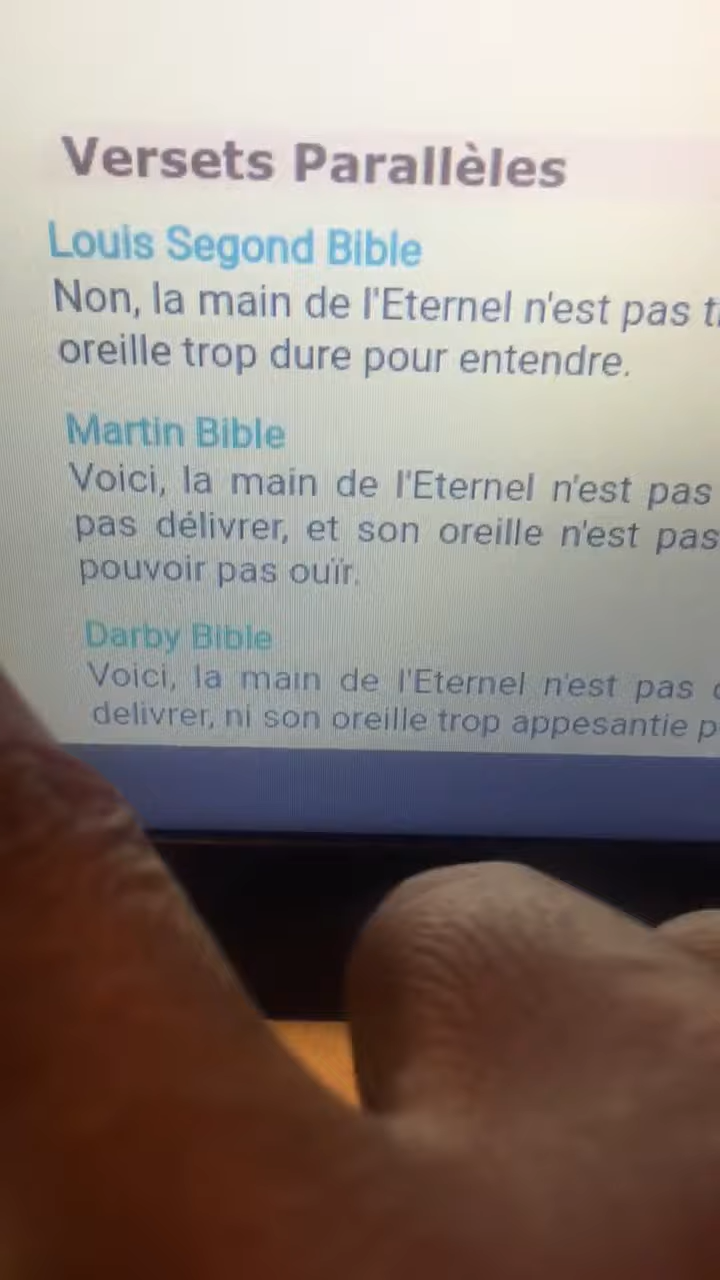 Versets Parallèles
Louis Segond Bible
Non, la main de l'Eternel n'est pas
oreille trop dure pour entendre.
Martin Bible
Voici, la main de l'Eternel n'est pas
pas délivrer, et son oreille n'est pas
pouvoir pas ouïr.
Darby Bible
Voici, la main de l'Eternel n'est pas
delivrer, ni son oreille trop appesantie